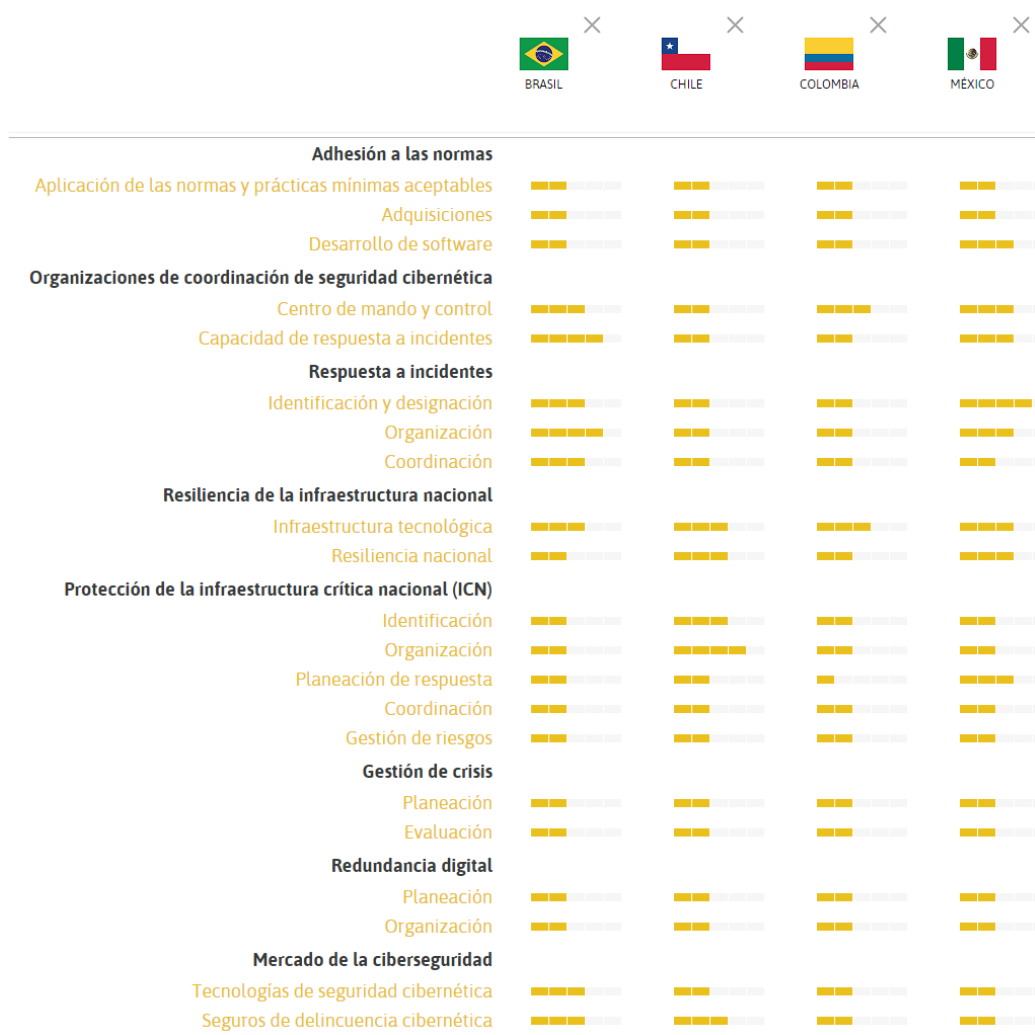 BRASIL CHILE COLOMBIA MÉXICO
Adhesión a las normas
Aplicación de las normas y prácticas mínimas aceptables
Adquisiciones
Desarrollo de software
Organizaciones de coordinación de seguridad cibernética
Centro de mando y control
Capacidad de respuesta a incidentes
Respuesta a incidentes
Identificación y designación
Organización
Coordinación
Resiliencia de la infraestructura nacional
Infraestructura tecnológica
Resiliencia nacional
Protección de la infraestructura crítica nacional (ICN)
Identificación
Organización
Planeación de respuesta
Coordinación
Gestión de riesgos
Gestión de crisis
Planeación
Evaluación
Redundancia digital
Planeación
Organización
Mercado de la ciberseguridad
Tecnologías de seguridad cibernética
Seguros de delincuencia cibernética